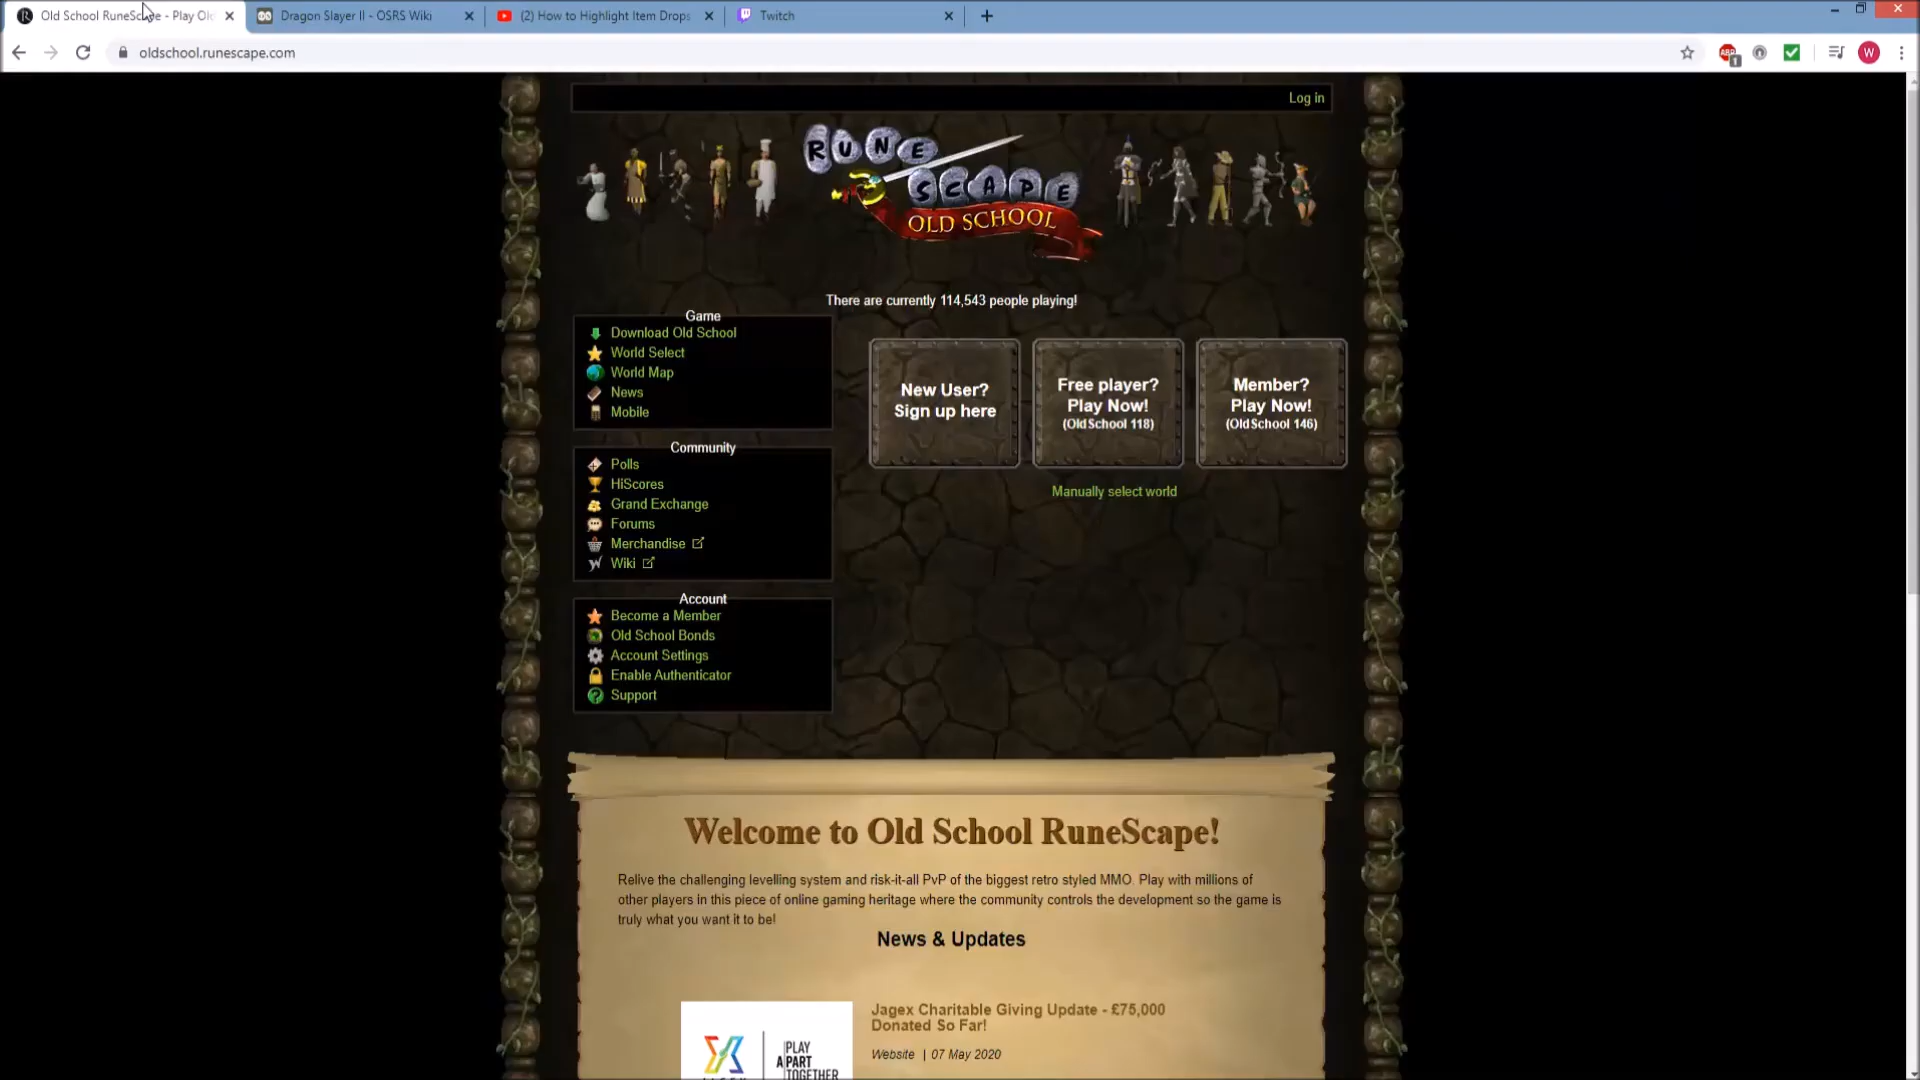 Old School RuneScape - Play Ol
Dragon Slayer II - OSRS Wiki
(2) How to Highlight Item Drops
Twitch
oldschool.runescape.com
ABP
1
W
Log in
RUNE
SCAPE
OLD SCHOOL
There are currently 114,543 people playing!
Game
Download Old School
World Select
World Map
News
Mobile
Community
Polls
HiScores
Grand Exchange
Forums
Merchandise
Wiki
Account
Become a Member
Old School Bonds
Account Settings
Enable Authenticator
Support
New User?
Sign up here
Free player?
Play Now!
(OldSchool 118)
Member?
Play Now!
(OldSchool 146)
Manually select world
Welcome to Old School RuneScape!
Relive the challenging levelling system and risk-it-all PvP of the biggest retro styled MMO. Play with millions of
other players in this piece of online gaming heritage where the community controls the development so the game is
truly what you want it to be!
News & Updates
PLAY
APART
TOGETHER
Jagex Charitable Giving Update - £75,000
Donated So Far!
Website | 07 May 2020